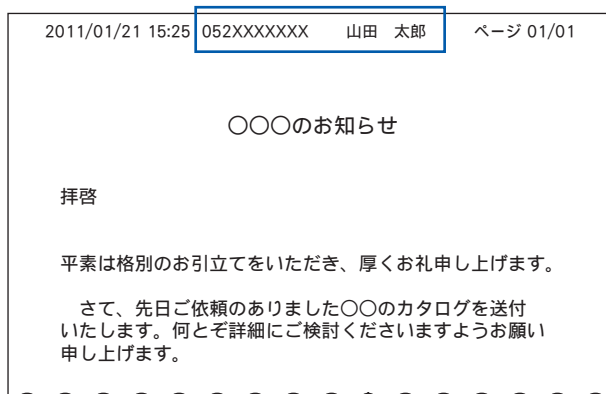 2011/01/21 15:25 052XXXXXXX 山田 太郎 ページ 01/01
〇〇〇のお知らせ
拝啓
平素は格別のお引立てをいただき、厚くお礼申し上げます。
さて、先日ご依頼のありました〇〇のカタログを送付
いたします。何とぞ詳細にご検討くださいますようお願い
申し上げます。